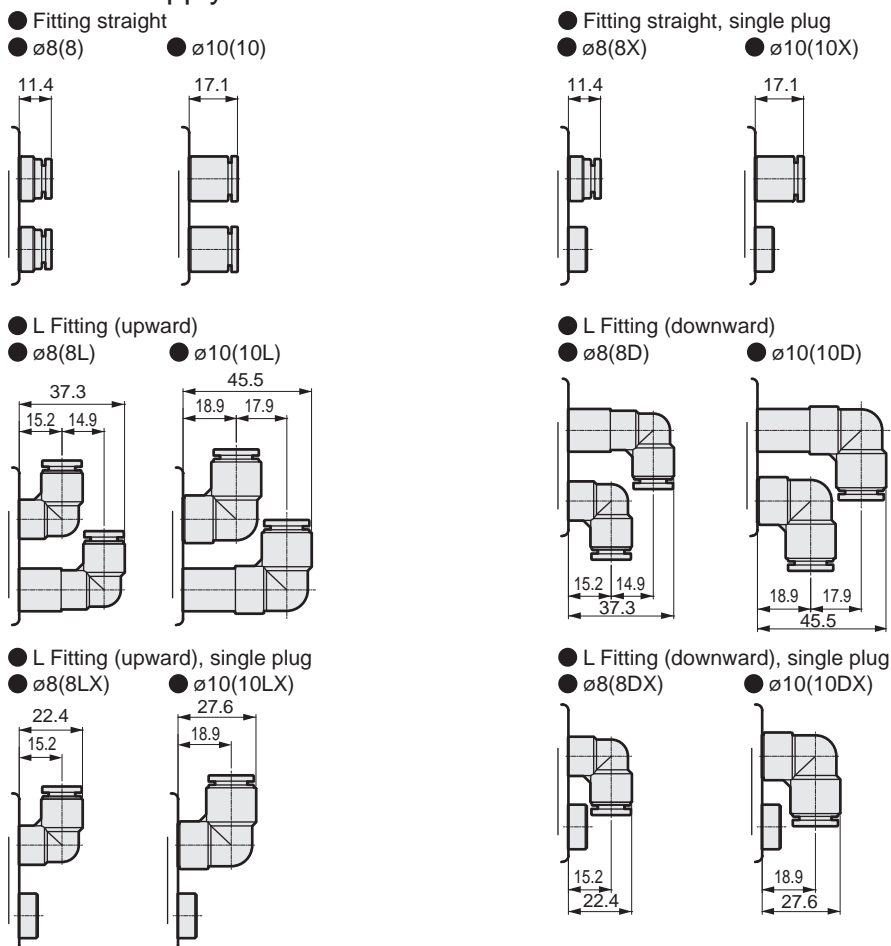 ● Fitting straight
● ø8(8) ● ø10(10)
11.4 17.1
● Fitting straight, single plug
● ø8(8X) ● ø10(10X)
11.4 17.1
● L Fitting (upward)
● ø8(8L) ● ø10(10L)
37.3 45.5
15.2 14.9 18.9 17.9
● L Fitting (downward)
● ø8(8D) ● ø10(10D)
15.2 14.9 18.9 17.9
37.3 45.5
● L Fitting (upward), single plug
● ø8(8LX) ● ø10(10LX)
22.4 27.6
15.2 18.9
● L Fitting (downward), single plug
● ø8(8DX) ● ø10(10DX)
15.2 18.9
22.4 27.6